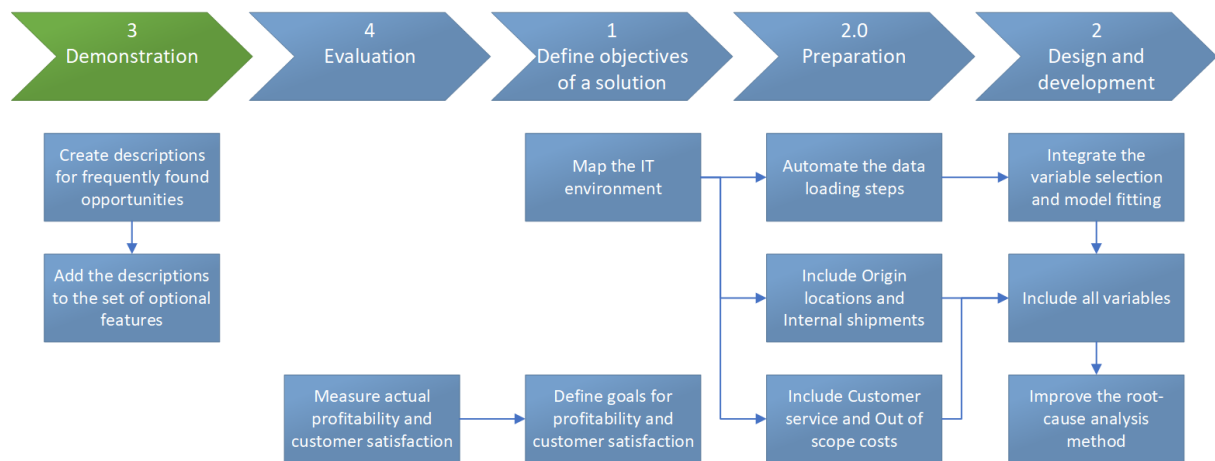 3
Demonstration
4
Evaluation
1
Define objectives
of a solution
2.0
Preparation
2
Design and
development
Create descriptions
for frequently found
opportunities
Map the IT
environment
Automate the data
loading steps
Integrate the
variable selection
and model fitting
Add the descriptions
to the set of optional
features
Include Origin
locations and
Internal shipments
Include all variables
Measure actual
profitability and
customer satisfaction
Define goals for
profitability and
customer satisfaction
Include Customer
service and Out of
scope costs
Improve the root-
cause analysis
method